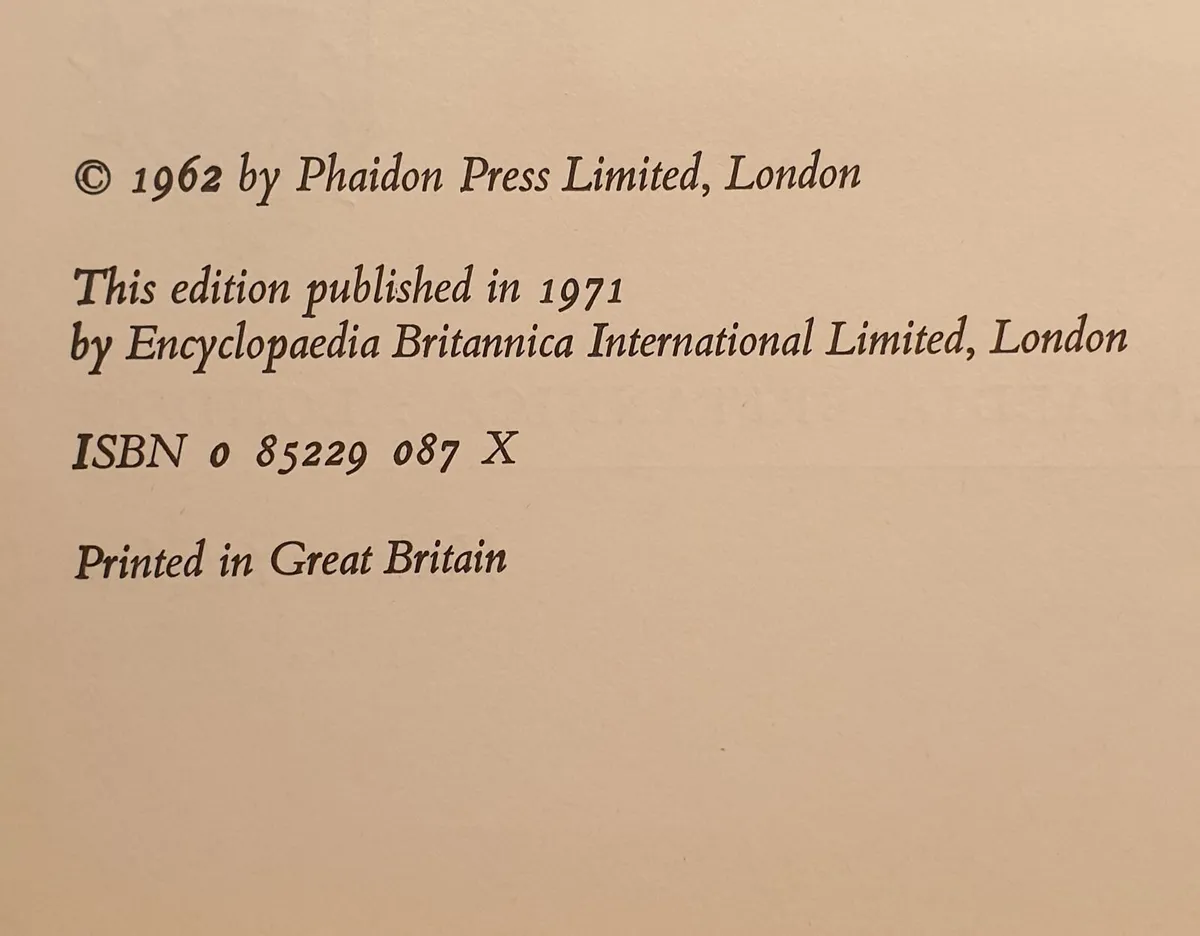 © 1962 by Phaidon Press Limited, London
This edition published in 1971
by Encyclopaedia Britannica International Limited, London
ISBN 0 85229 087 X
Printed in Great Britain